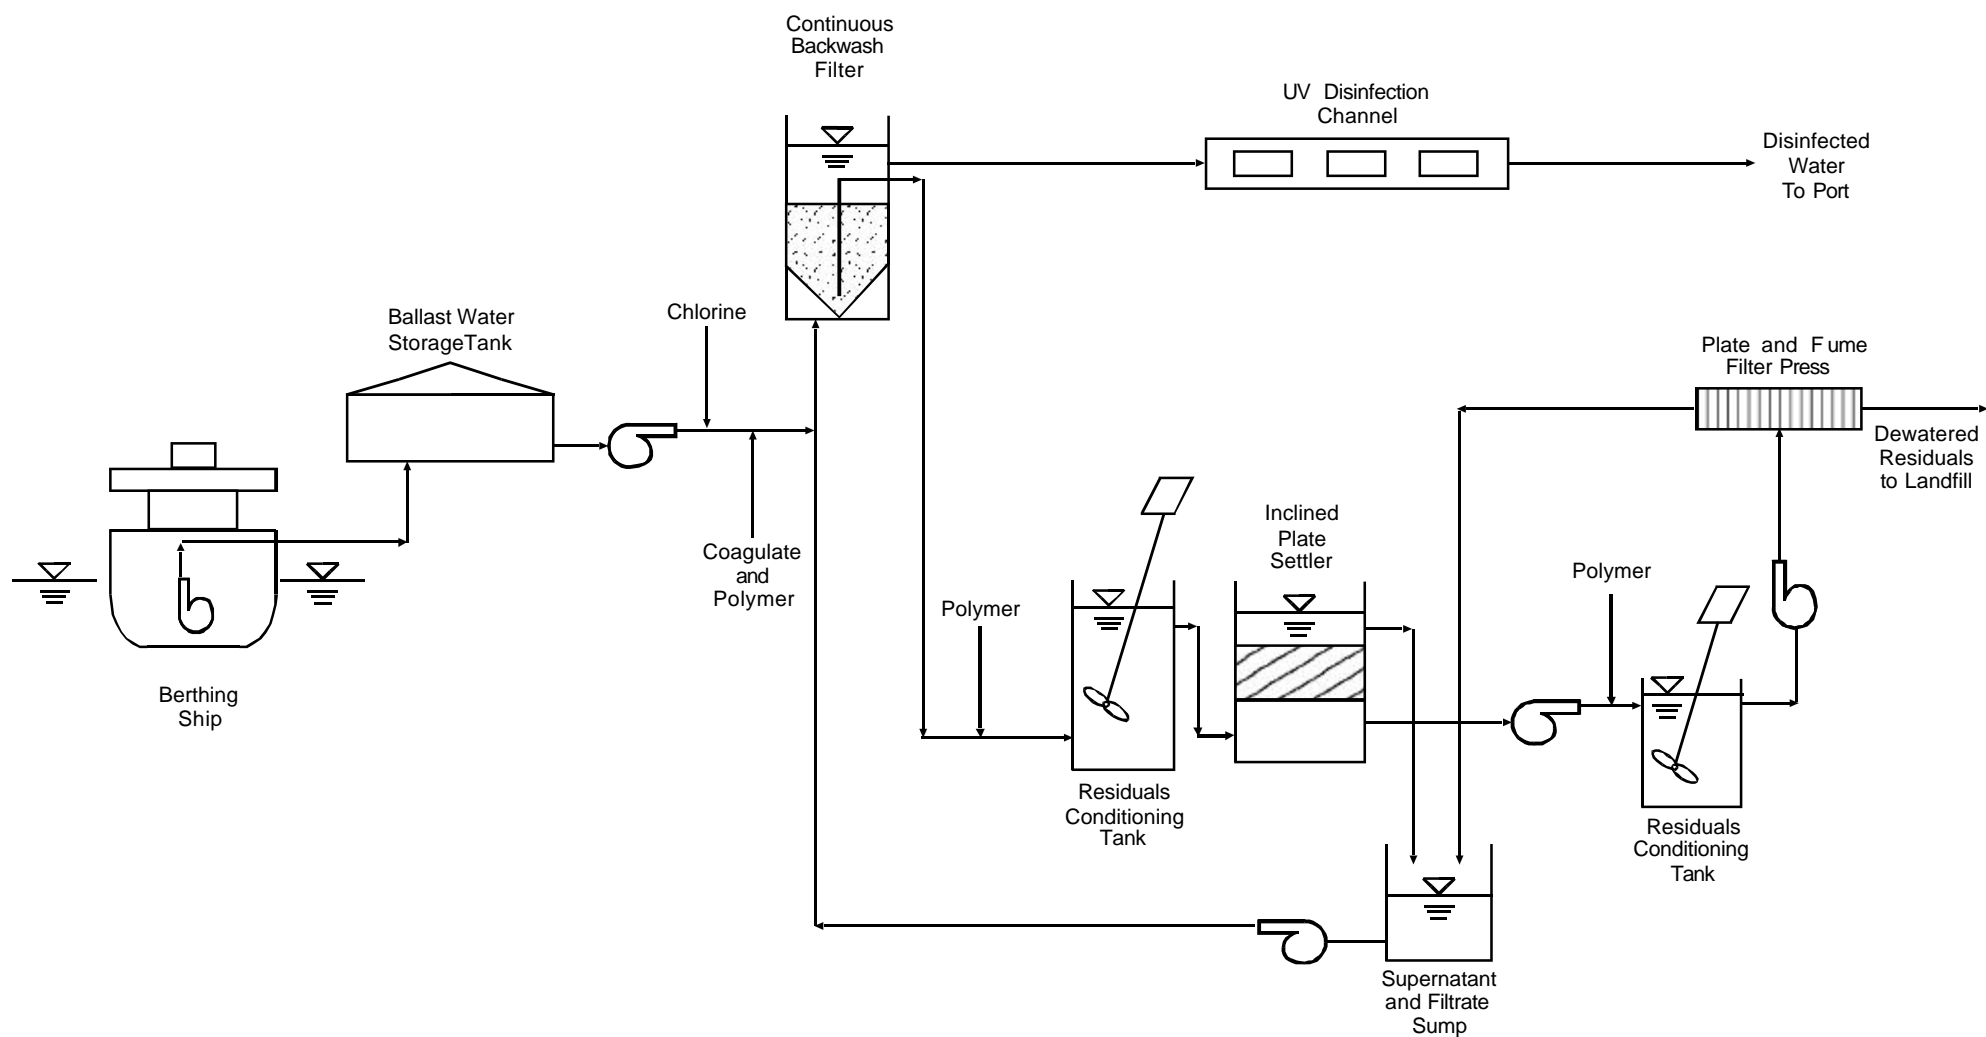 Continuous
Backwash
Filter
UV Disinfection
Channel
Disinfected
Water
To Port
Chlorine
Ballast Water
StorageTank
Plate and Fume
Filter Press
Dewatered
Residuals
to Landfill
Coagulate
and
Polymer
Inclined
Plate
Settler
Polymer
Polymer
Berthing
Ship
Residuals
Conditioning
Tank
Residuals
Conditioning
Tank
Supernatant
and Filtrate
Sump